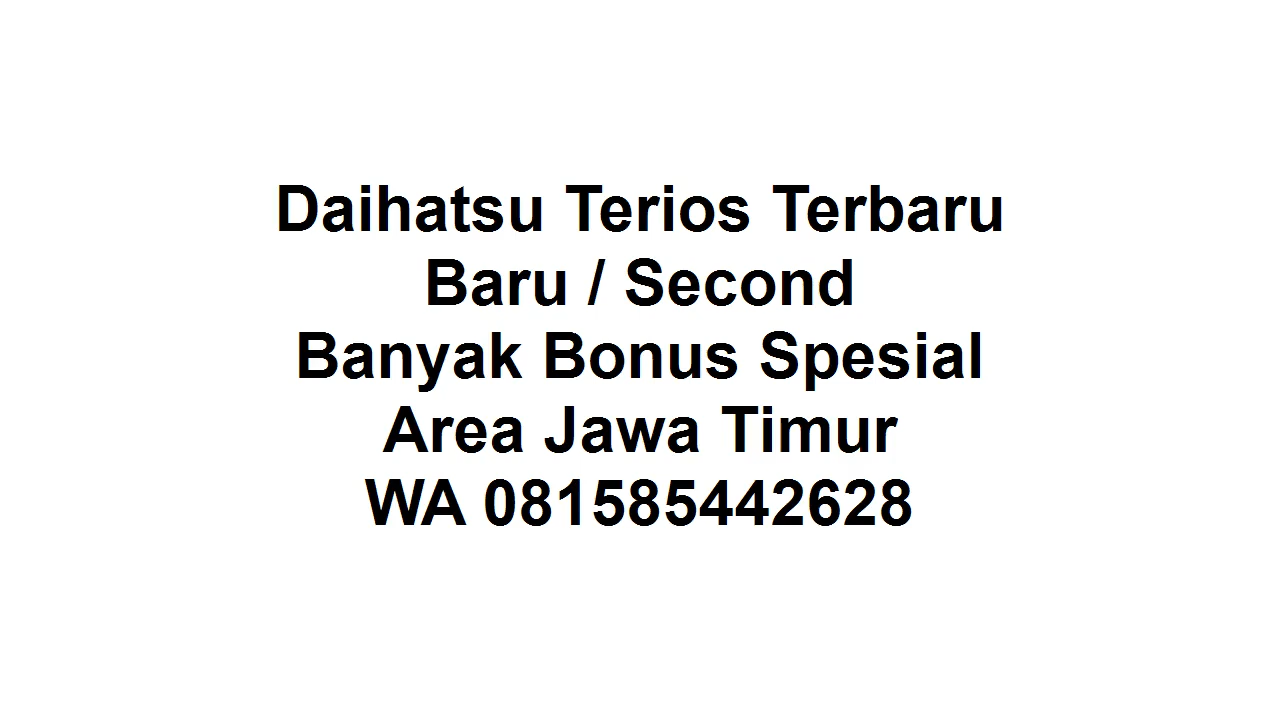 Daihatsu Terios Terbaru
Baru / Second
Banyak Bonus Spesial
Area Jawa Timur
WA 081585442628